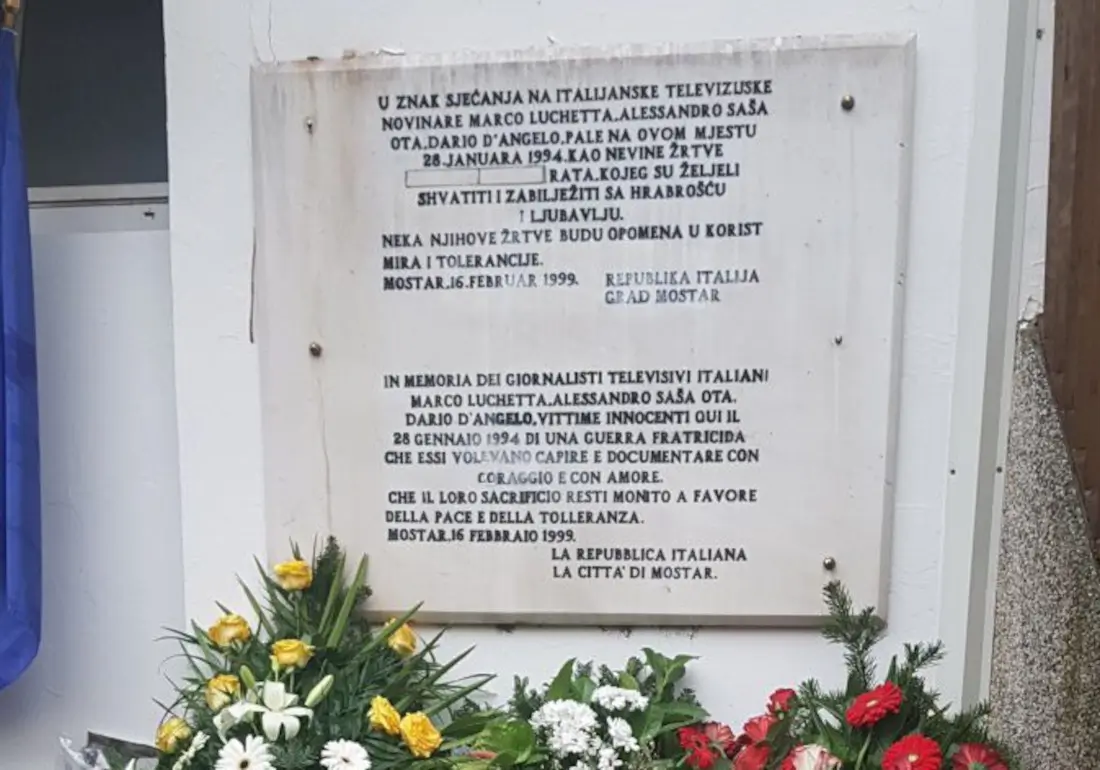 U ZNAK SJEĆANJA NA ITALIJANSKE TELEVIZIJSKE
NOVINARE MARCO LUCHETTA, ALESSANDRO SAŠA
OTA, DARIO D'ANGELO, PALE NA OVOM MJESTU
28. JANUARA 1994. KAO NEVINE ŽRTVE
RATA, KOJEG SU ŽELJELI
SHVATITI I ZABILJEŽITI SA HRABROŠĆU
I LJUBAVLJU.
NEKA NJIHOVE ŽRTVE BUDU OPOMENA U KORIST
MIRA I TOLERANCIJE.
MOSTAR, 16. FEBRUAR 1999. REPUBLIKA ITALIJA
GRAD MOSTAR
IN MEMORIA DEI GIORNALISTI TELEVISIVI ITALIANI
MARCO LUCHETTA, ALESSANDRO SAŠA OTA.
DARIO D'ANGELO, VITTIME INNOCENTI QUI IL
28 GENNAIO 1994 DI UNA GUERRA FRATRICIDA
CHE ESSI VOLEVANO CAPIRE E DOCUMENTARE CON
CORAGGIO E CON AMORE.
CHE IL LORO SACRIFICIO RESTI MONITO A FAVORE
DELLA PACE E DELLA TOLLERANZA.
MOSTAR, 16 FEBBRAIO 1999.
LA REPUBBLICA ITALIANA
LA CITTA' DI MOSTAR.